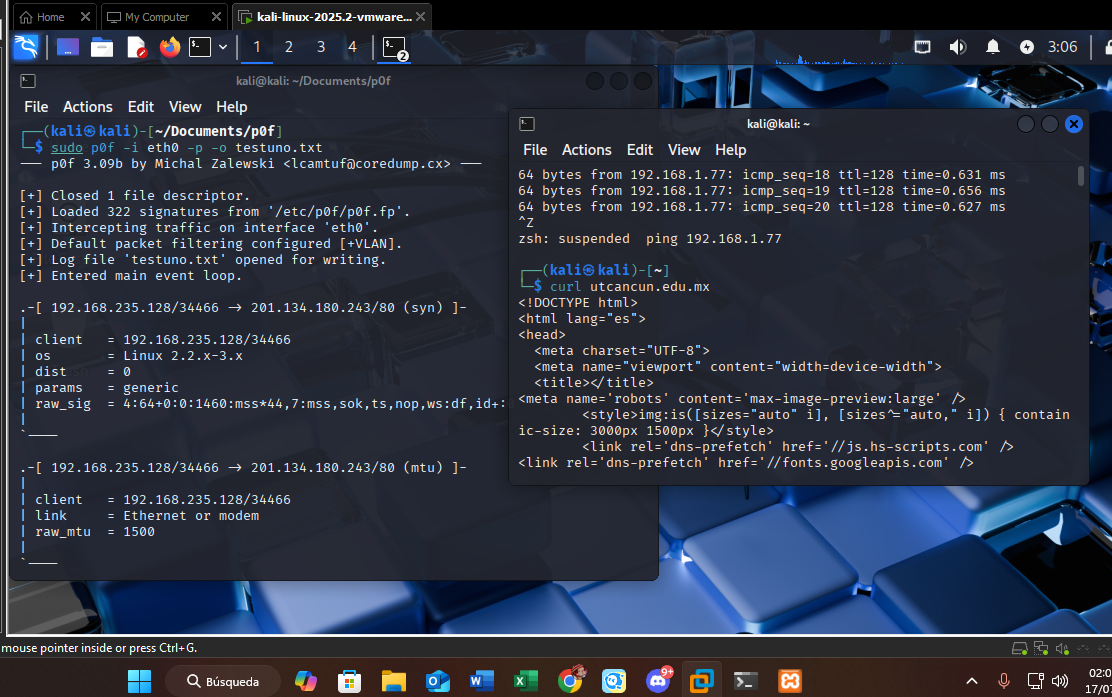 Home
My Computer
kali-linux-2025.2-vmware...
1 2 3 4
2
3:06
kali@kali: ~/Documents/p0f
File Actions Edit View Help
┌──(kali㉿kali)-[~/Documents/p0f]
└─$ sudo p0f -i eth0 -p -o testuno.txt
─── p0f 3.09b by Michal Zalewski <lcamtuf@coredump.cx> ───
[+] Closed 1 file descriptor.
[+] Loaded 322 signatures from '/etc/p0f/p0f.fp'.
[+] Intercepting traffic on interface 'eth0'.
[+] Default packet filtering configured [+VLAN].
[+] Log file 'testuno.txt' opened for writing.
[+] Entered main event loop.
.-[ 192.168.235.128/34466 → 201.134.180.243/80 (syn) ]-
|
| client = 192.168.235.128/34466
| os = Linux 2.2.x-3.x
| dist = 0
| params = generic
| raw_sig = 4:64+0:0:1460:mss*44,7:mss,sok,ts,nop,ws:df,id+:
|
`____
.-[ 192.168.235.128/34466 → 201.134.180.243/80 (mtu) ]-
|
| client = 192.168.235.128/34466
| link = Ethernet or modem
| raw_mtu = 1500
|
`____
kali@kali: ~
File Actions Edit View Help
64 bytes from 192.168.1.77: icmp_seq=18 ttl=128 time=0.631 ms
64 bytes from 192.168.1.77: icmp_seq=19 ttl=128 time=0.656 ms
64 bytes from 192.168.1.77: icmp_seq=20 ttl=128 time=0.627 ms
^Z
zsh: suspended ping 192.168.1.77
┌──(kali㉿kali)-[~]
└─$ curl utcancun.edu.mx
<!DOCTYPE html>
<html lang="es">
<head>
<meta charset="UTF-8">
<meta name="viewport" content="width=device-width">
<title></title>
<meta name='robots' content='max-image-preview:large' />
<style>img:is([sizes="auto" i], [sizes^="auto," i]) { contain
ic-size: 3000px 1500px }</style>
<link rel='dns-prefetch' href='//js.hs-scripts.com' />
<link rel='dns-prefetch' href='//fonts.googleapis.com' />
mouse pointer inside or press Ctrl+G.
Búsqueda
9+
02:0
17/0